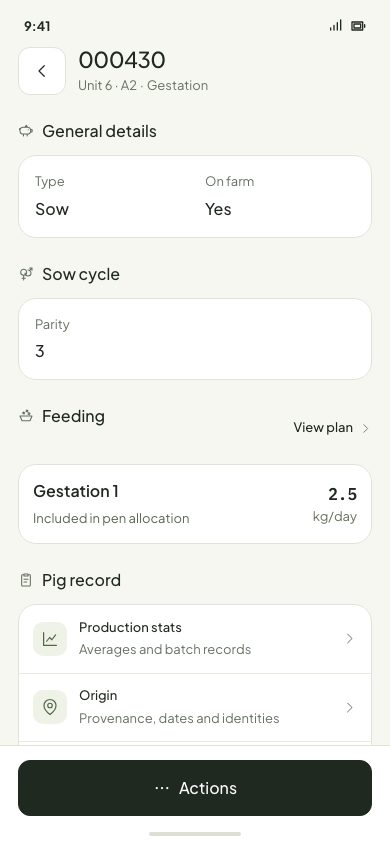 9:41
000430
Unit 6 · A2 · Gestation
General details
Type
On farm
Sow
Yes
Sow cycle
Parity
3
Feeding
View plan
Gestation 1
2.5
Included in pen allocation
kg/day
Pig record
Production stats
Averages and batch records
Origin
Provenance, dates and identities
··· Actions